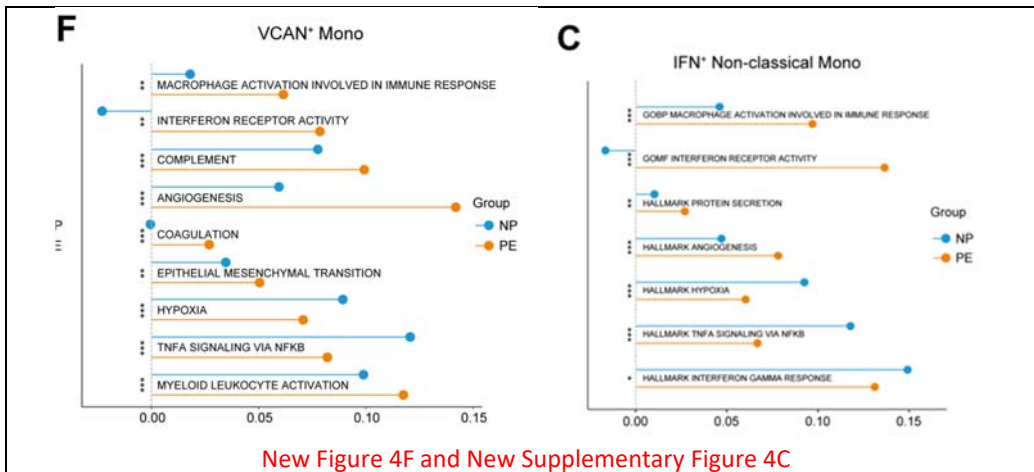 F
VCAN⁺ Mono
MACROPHAGE ACTIVATION INVOLVED IN IMMUNE RESPONSE
INTERFERON RECEPTOR ACTIVITY
COMPLEMENT
ANGIOGENESIS
COAGULATION
EPITHELIAL MESENCHYMAL TRANSITION
HYPOXIA
TNFA SIGNALING VIA NFKB
MYELOID LEUKOCYTE ACTIVATION
0.00 0.05 0.10 0.15
Group
NP
PE
P
E
C
IFN⁺ Non-classical Mono
GOBP MACROPHAGE ACTIVATION INVOLVED IN IMMUNE RESPONSE
GOMF INTERFERON RECEPTOR ACTIVITY
HALLMARK PROTEIN SECRETION
HALLMARK ANGIOGENESIS
HALLMARK HYPOXIA
HALLMARK TNFA SIGNALING VIA NFKB
HALLMARK INTERFERON GAMMA RESPONSE
0.00 0.05 0.10 0.15
Group
NP
PE
New Figure 4F and New Supplementary Figure 4C